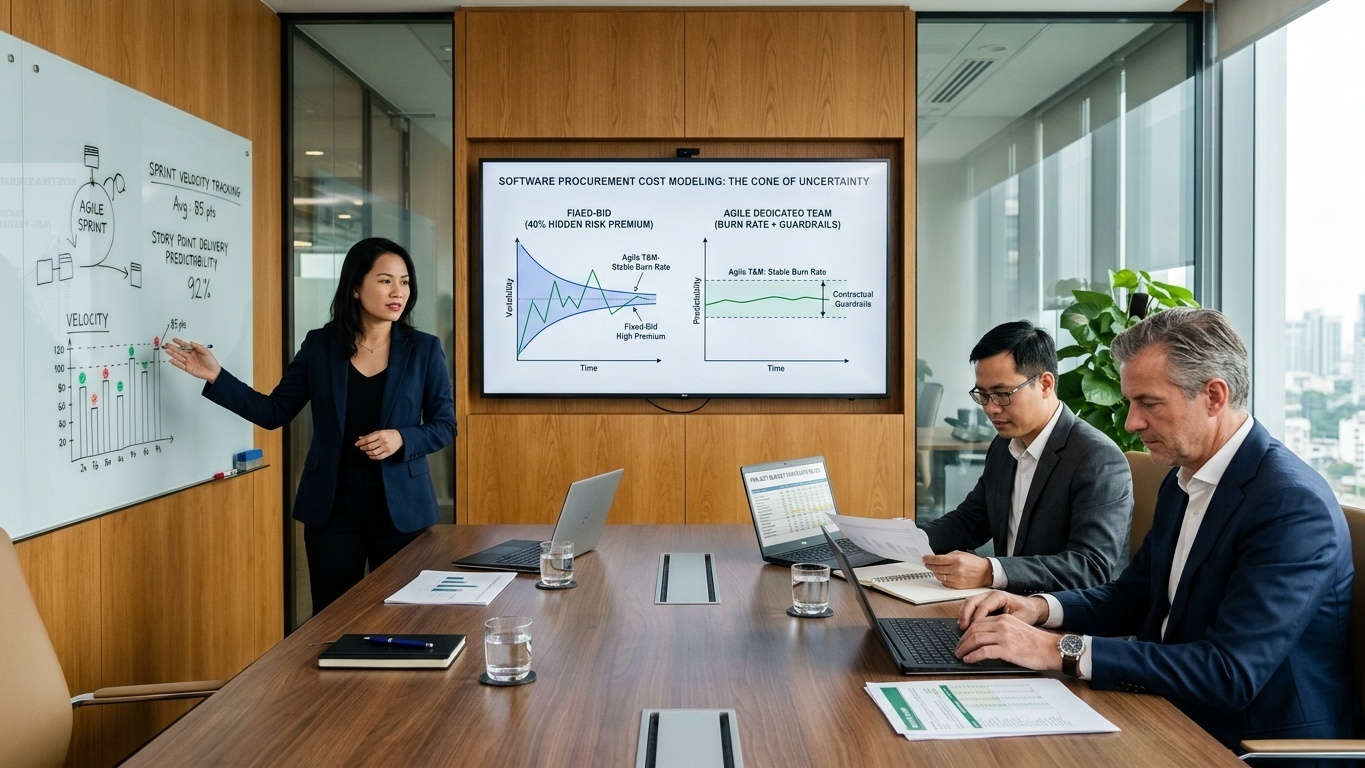 AGILE
SPRINT
SPRINT VELOCITY TRACKING
Avg: 85 pts
STORY POINT DELIVERY
PREDICTABILITY
92%
VELOCITY
85 pts
120
100
80
60
40
20
SOFTWARE PROCUREMENT COST MODELING: THE CONE OF UNCERTAINTY
FIAED-BID
(40% HIDDEN RISK PREMIUM)
Agils T&M-
Stable Burn Rate
Fixed-Bid
High Premium
Time
AGILE DEDICATED TEAM
(BURN RATE + GUARDRAILS)
Agils T&M: Stable Burn Rate
Contractual
Guardrails
Time